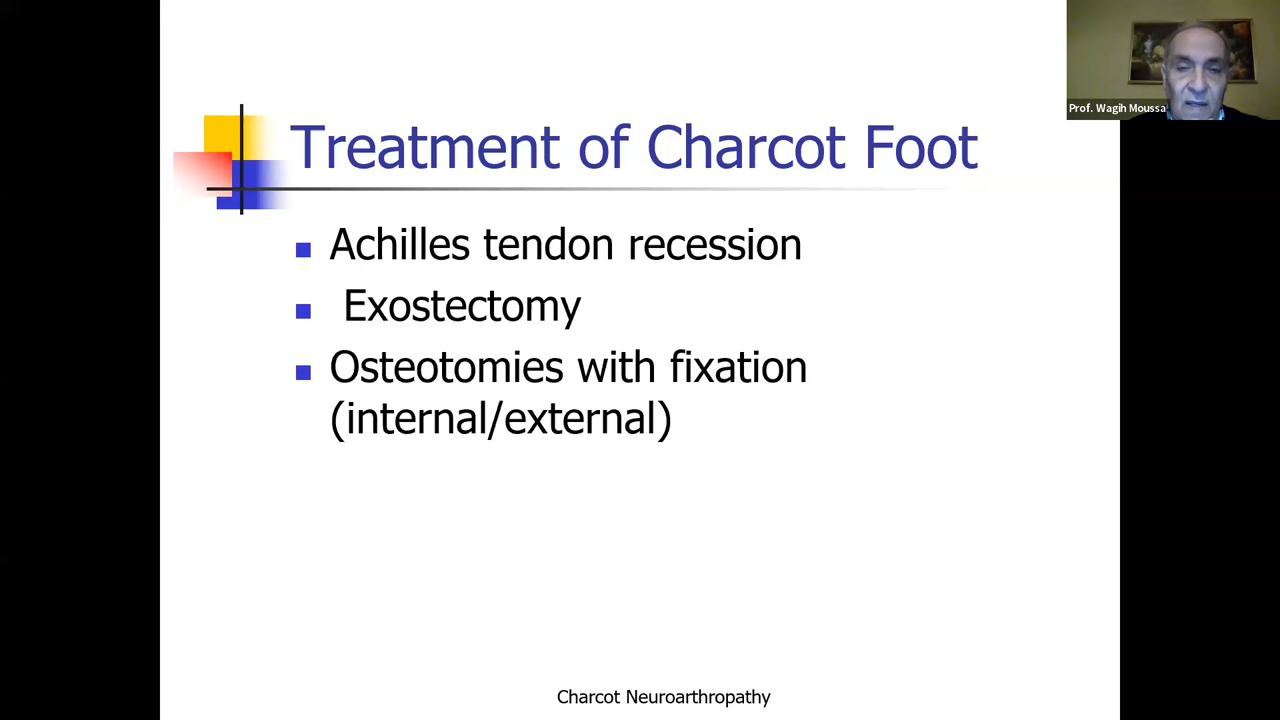 Prof. Wagih Moussa
Treatment of Charcot Foot
Achilles tendon recession
Exostectomy
Osteotomies with fixation
(internal/external)
Charcot Neuroarthropathy